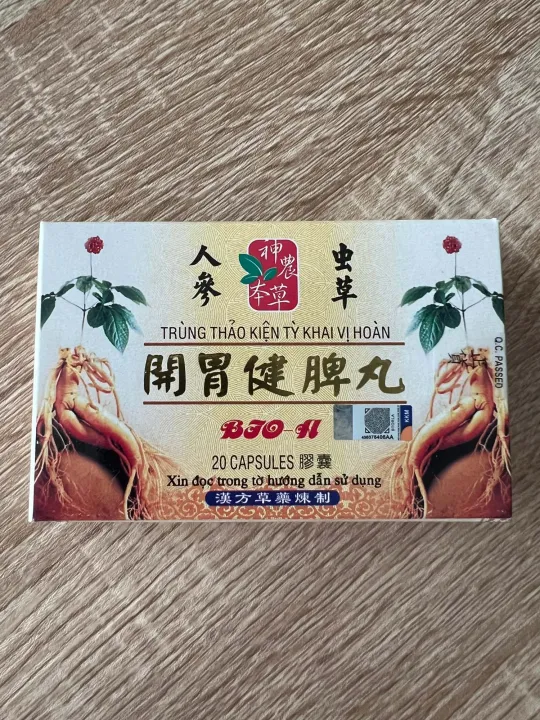 人參
神農
本草
虫草
TRÙNG THẢO KIỆN TỲ KHAI VỊ HOÀN
開胃健脾丸
BIO-A
KKM
Q.C. PASSED
20 CAPSULES 膠囊
Xin đọc trong tờ hướng dẫn sử dụng
漢方草藥煉制